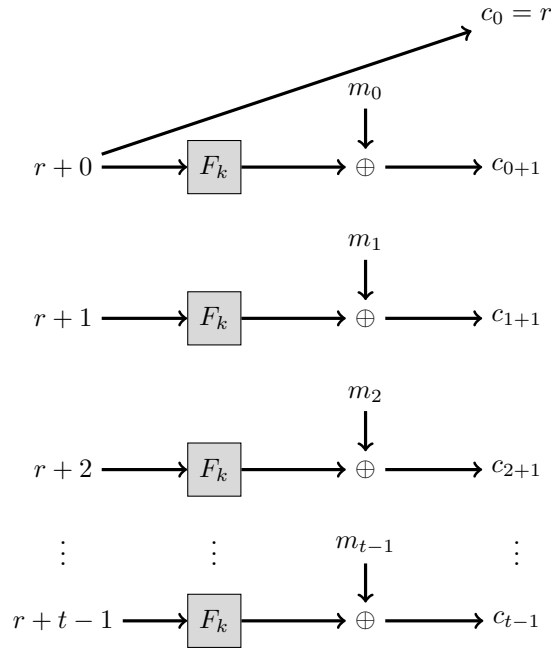 c_0 = r
m_0
r + 0 F_k ⊕ c_{0+1}
m_1
r + 1 F_k ⊕ c_{1+1}
m_2
r + 2 F_k ⊕ c_{2+1}
⋮ ⋮ m_{t−1} ⋮
r + t − 1 F_k ⊕ c_{t−1}